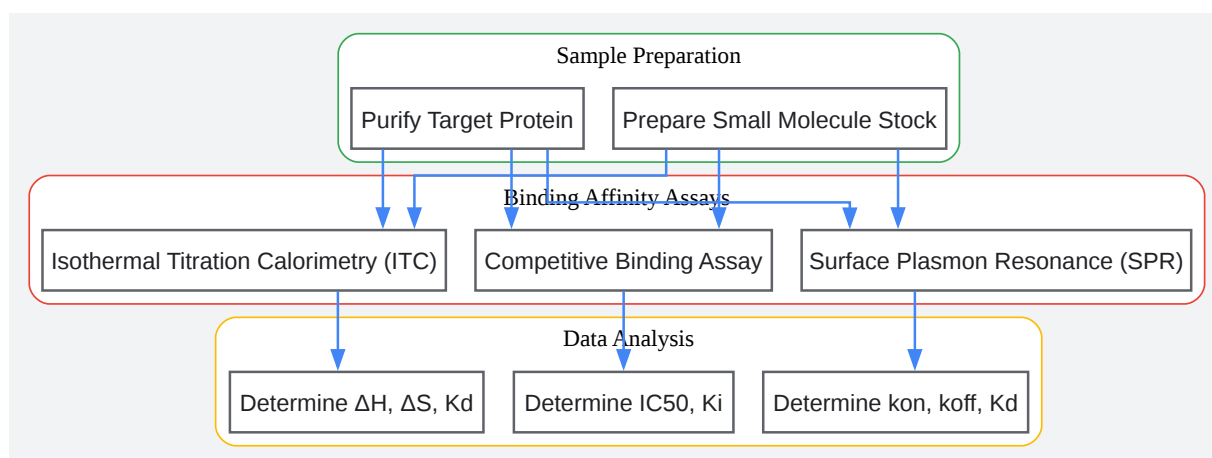 Sample Preparation
Purify Target Protein
Prepare Small Molecule Stock
Binding Affinity Assays
Isothermal Titration Calorimetry (ITC)
Competitive Binding Assay
Surface Plasmon Resonance (SPR)
Data Analysis
Determine ΔH, ΔS, Kd
Determine IC50, Ki
Determine kon, koff, Kd